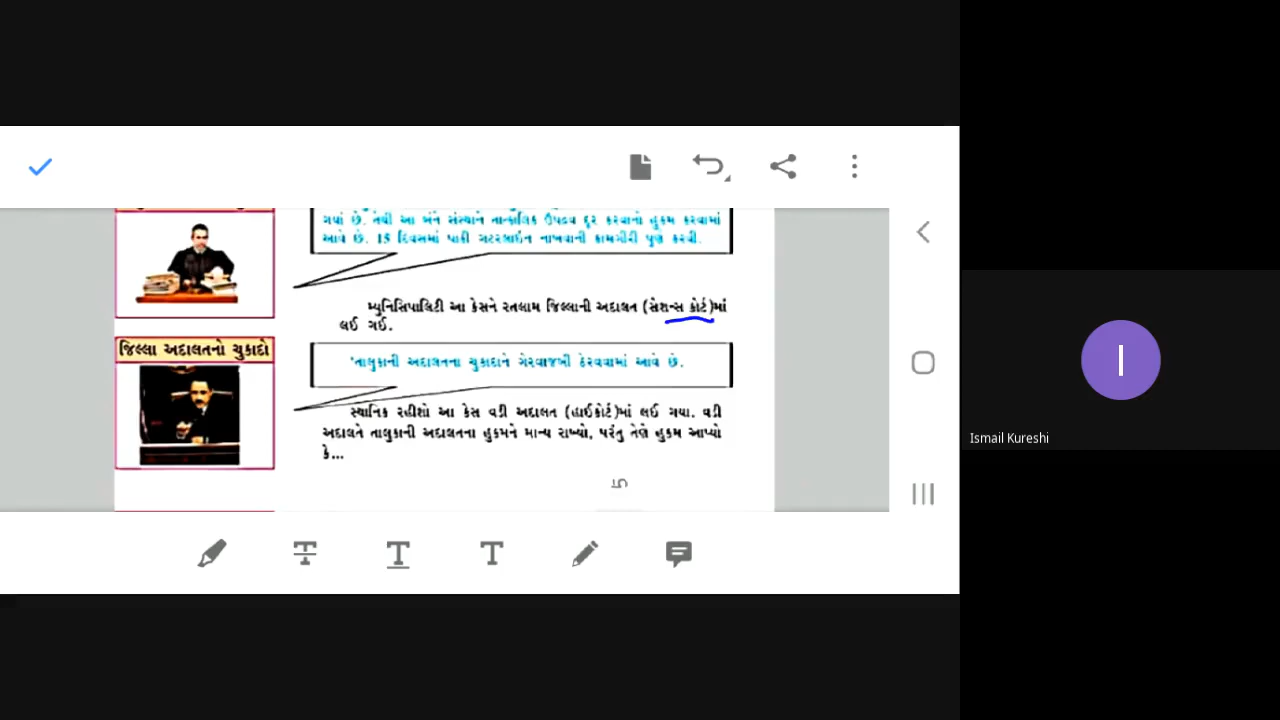 ગયાં છે. તેથી આ બંને સંસ્થાને તાત્કાલિક ઉપદ્રવ દૂર કરવાનો હુકમ કરવામાં
આવે છે. 15 દિવસમાં પાકી ગટરલાઈન નાખવાની કામગીરી પૂર્ણ કરવી.
મ્યુનિસિપાલિટી આ કેસને રતલામ જિલ્લાની અદાલત (સેશન્સ કોર્ટ)માં
લઈ ગઈ.
જિલ્લા અદાલતનો ચુકાદો
'તાલુકાની અદાલતના ચુકાદાને ગેરવાજબી ઠેરવવામાં આવે છે.
સ્થાનિક રહીશો આ કેસ વડી અદાલત (હાઈકોર્ટ)માં લઈ ગયા. વડી
અદાલતે તાલુકાની અદાલતના હુકમને માન્ય રાખ્યો, પરંતુ તેણે હુકમ આપ્યો
કે...
I
Ismail Kureshi